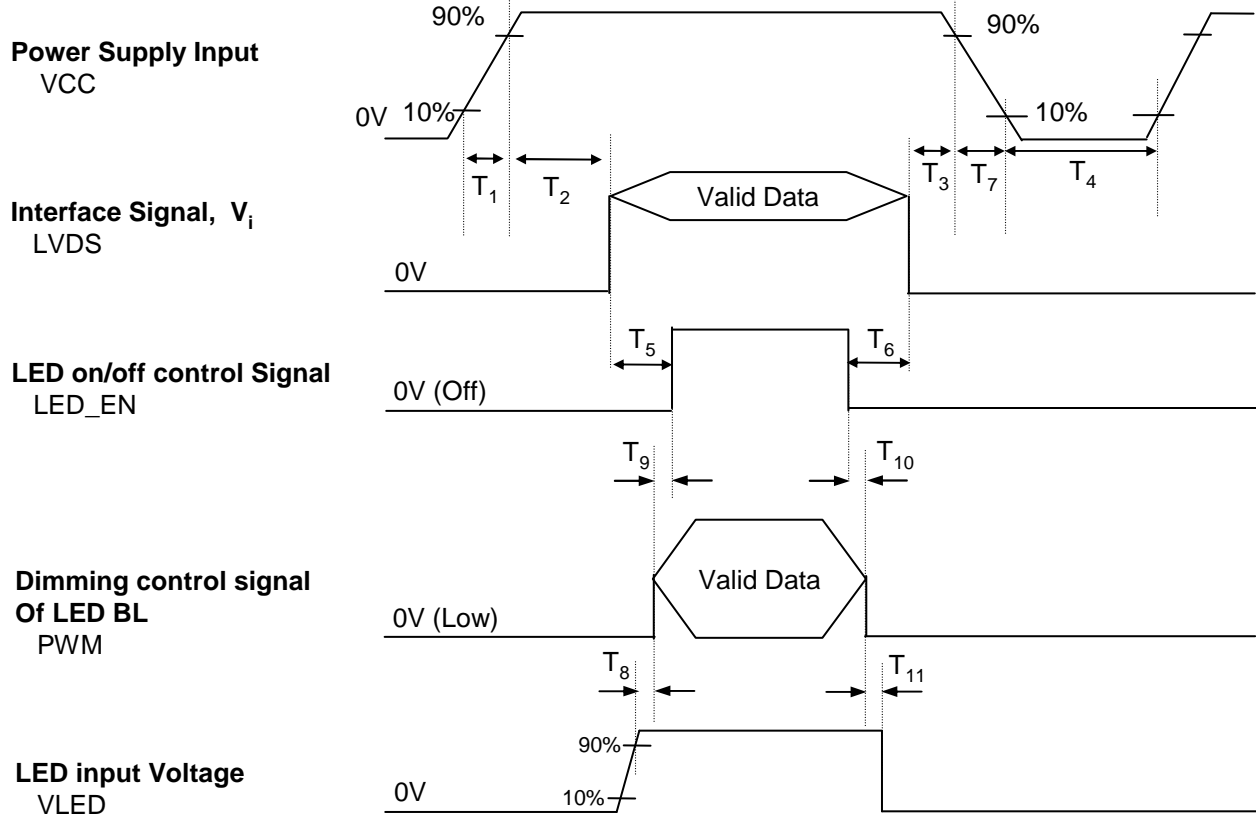 90%
90%
Power Supply Input
VCC
0V 10%
10%
T1
T2
T3
T7
T4
Valid Data
Interface Signal, Vi
LVDS
0V
T5
T6
LED on/off control Signal
LED_EN
0V (Off)
T9
T10
Dimming control signal
Of LED BL
PWM
Valid Data
0V (Low)
T8
T11
90%
LED input Voltage
VLED
0V
10%